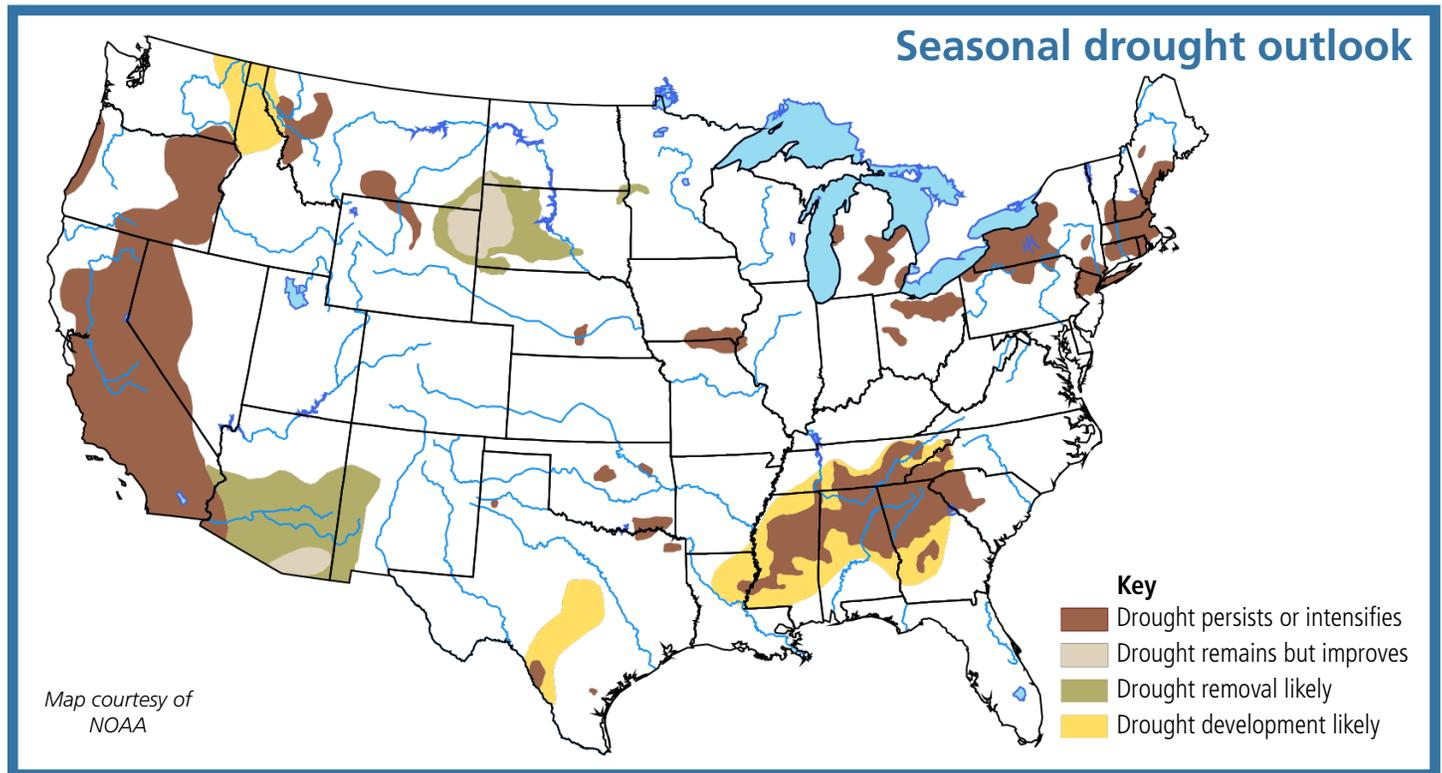 Seasonal drought outlook
Key
Drought persists or intensifies
Drought remains but improves
Drought removal likely
Drought development likely
Map courtesy of
NOAA